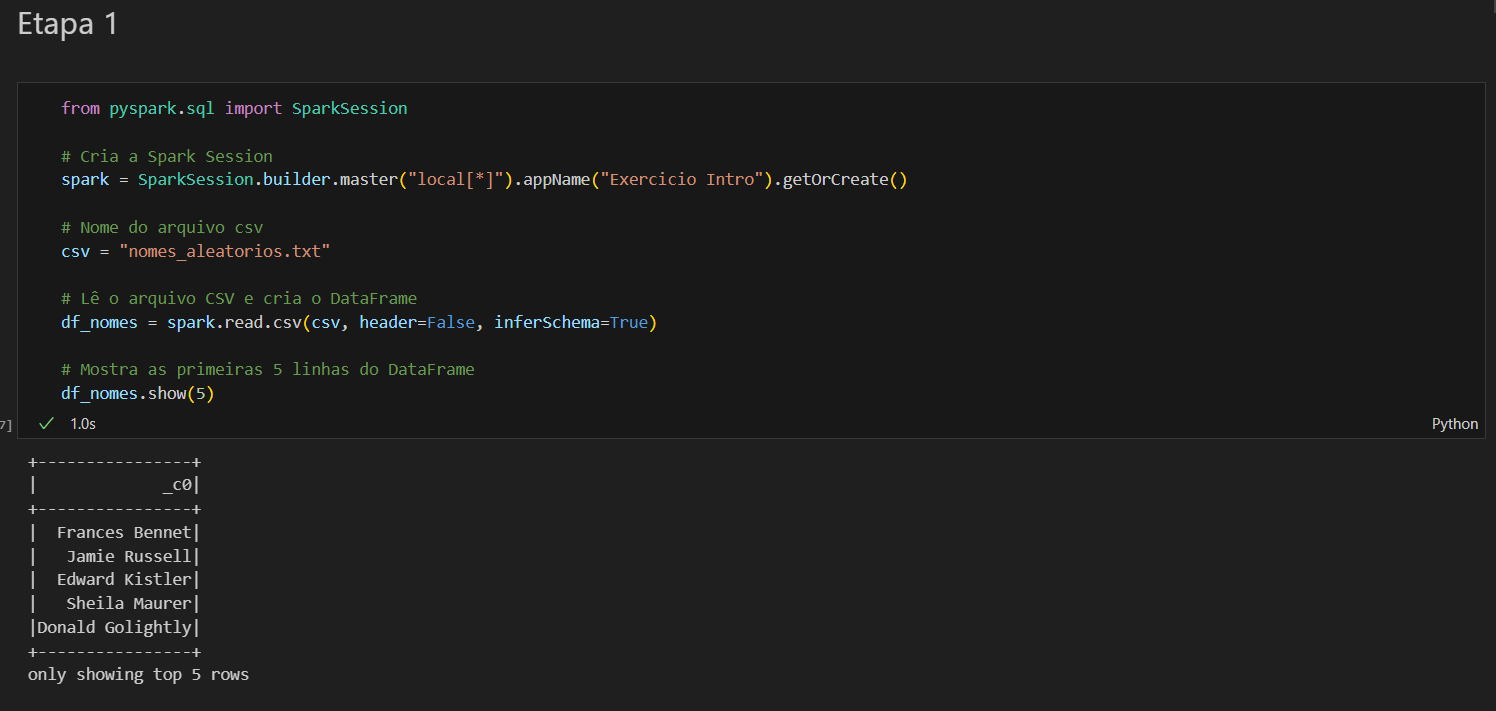 Etapa 1
from pyspark.sql import SparkSession
# Cria a Spark Session
spark = SparkSession.builder.master("local[*]").appName("Exercicio Intro").getOrCreate()
# Nome do arquivo csv
csv = "nomes_aleatorios.txt"
# Lê o arquivo CSV e cria o DataFrame
df_nomes = spark.read.csv(csv, header=False, inferSchema=True)
# Mostra as primeiras 5 linhas do DataFrame
df_nomes.show(5)
7] ✓ 1.0s Python
+----------------+
|             _c0|
+----------------+
|  Frances Bennet|
|   Jamie Russell|
|  Edward Kistler|
|   Sheila Maurer|
|Donald Golightly|
+----------------+
only showing top 5 rows